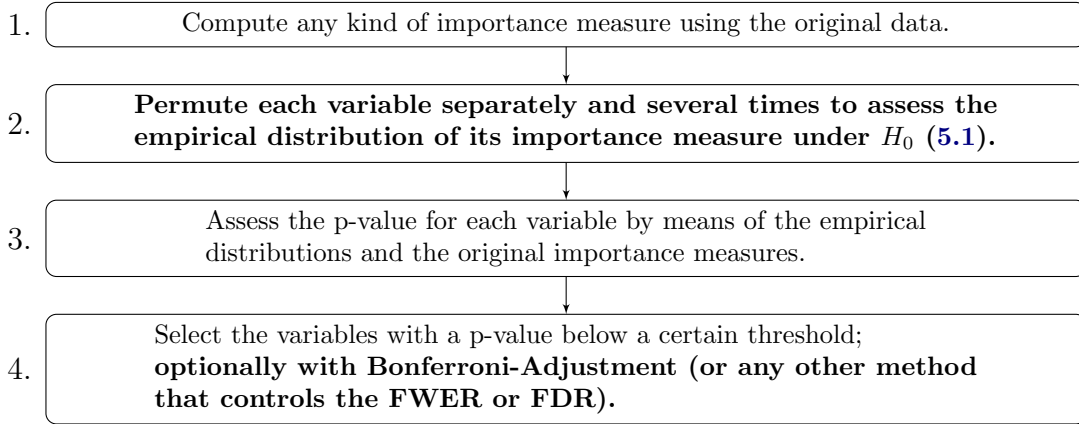 1. Compute any kind of importance measure using the original data.
2. Permute each variable separately and several times to assess the
empirical distribution of its importance measure under H₀ (5.1).
3. Assess the p-value for each variable by means of the empirical
distributions and the original importance measures.
4. Select the variables with a p-value below a certain threshold;
optionally with Bonferroni-Adjustment (or any other method
that controls the FWER or FDR).